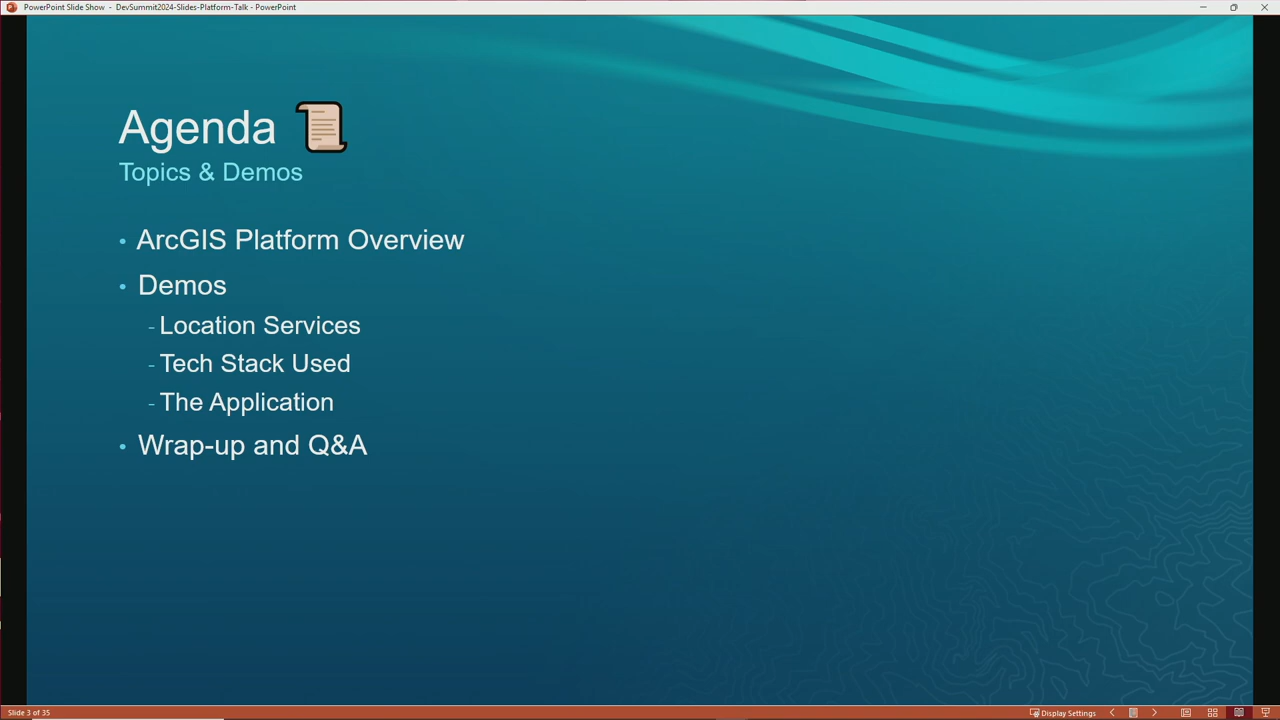 PowerPoint Slide Show - DevSummit2024-Slides-Platform-Talk - PowerPoint
Agenda
Topics & Demos
• ArcGIS Platform Overview
• Demos
- Location Services
- Tech Stack Used
- The Application
• Wrap-up and Q&A
Slide 3 of 35
Display Settings